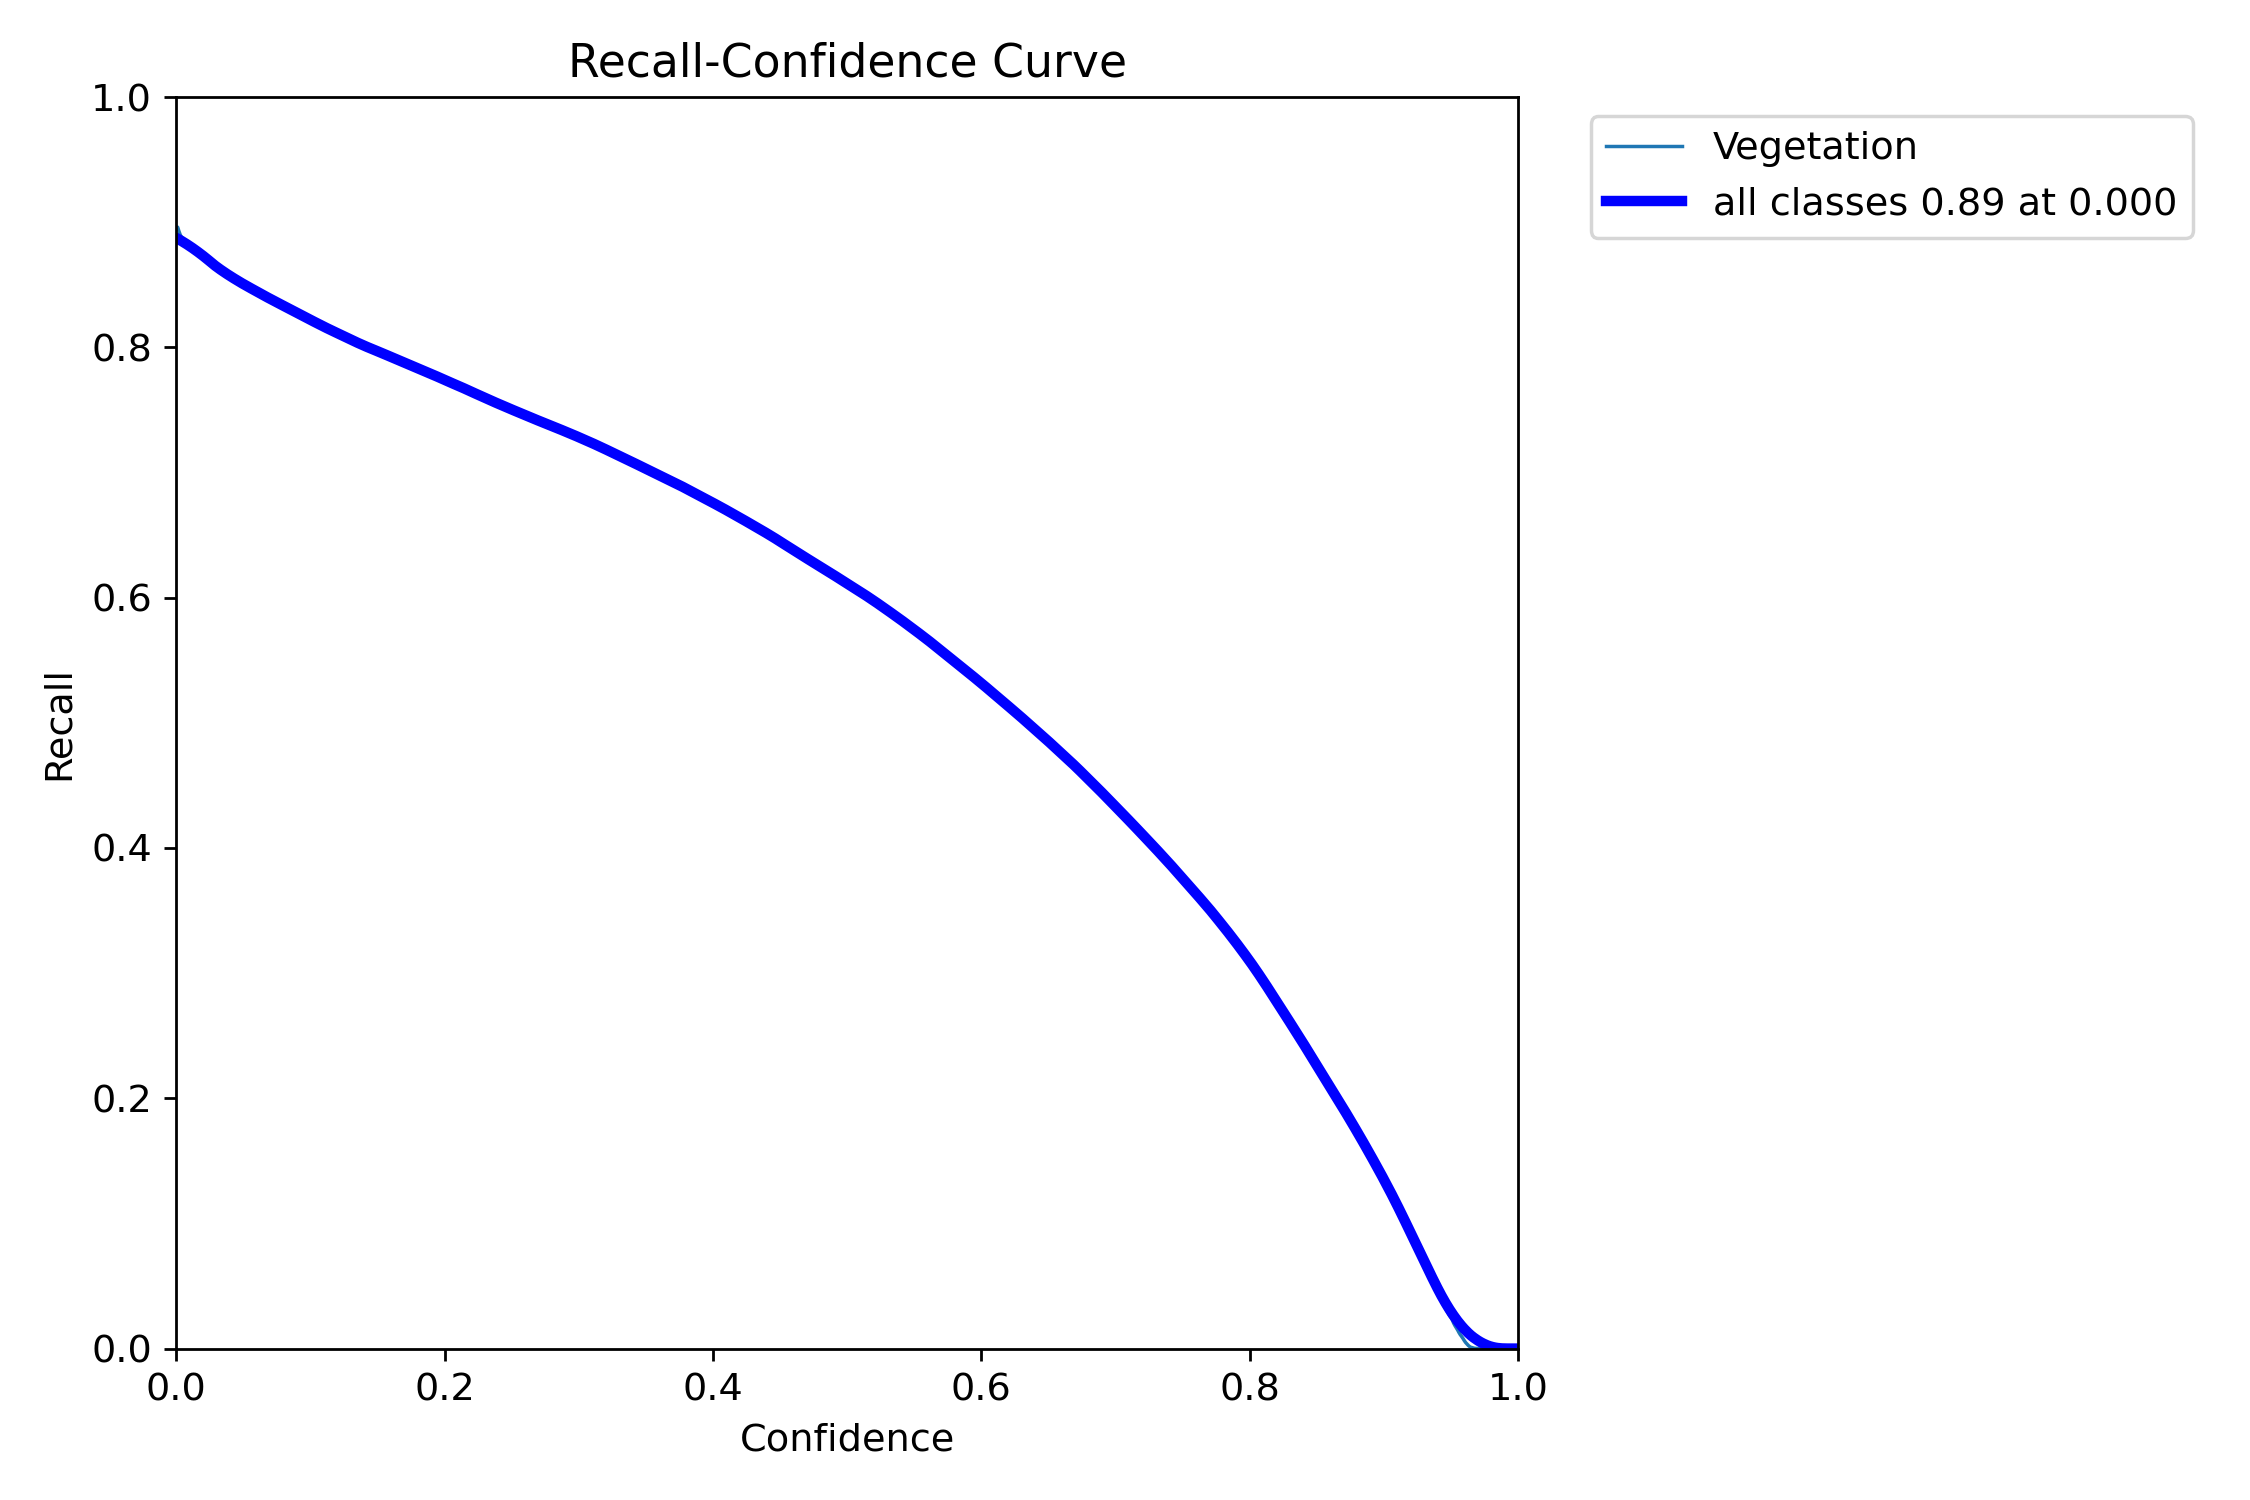 Recall-Confidence Curve
1.0
0.8
0.6
0.4
0.2
0.0
Recall
0.0 0.2 0.4 0.6 0.8 1.0
Confidence
Vegetation
all classes 0.89 at 0.000